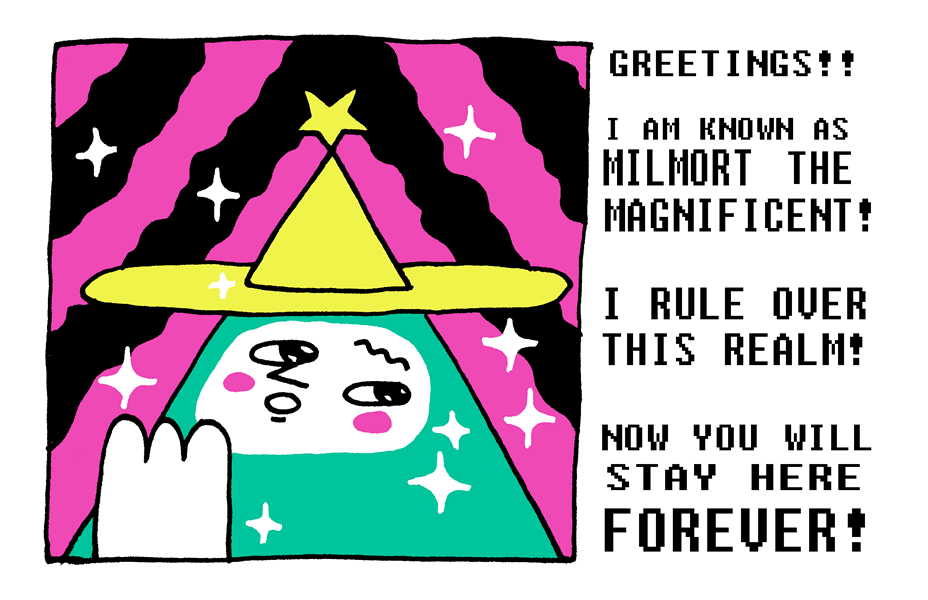 GREETINGS!!
I AM KNOWN AS
MILMORT THE
MAGNIFICENT!
I RULE OVER
THIS REALM!
NOW YOU WILL
STAY HERE
FOREVER!